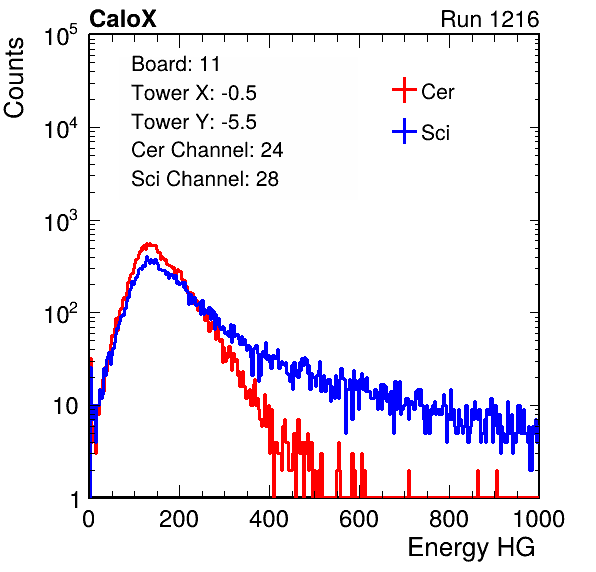 CaloX Run 1216
Counts
10^5
10^4
10^3
10^2
10
1
Board: 11
Tower X: -0.5
Tower Y: -5.5
Cer Channel: 24
Sci Channel: 28
Cer
Sci
0 200 400 600 800 1000
Energy HG